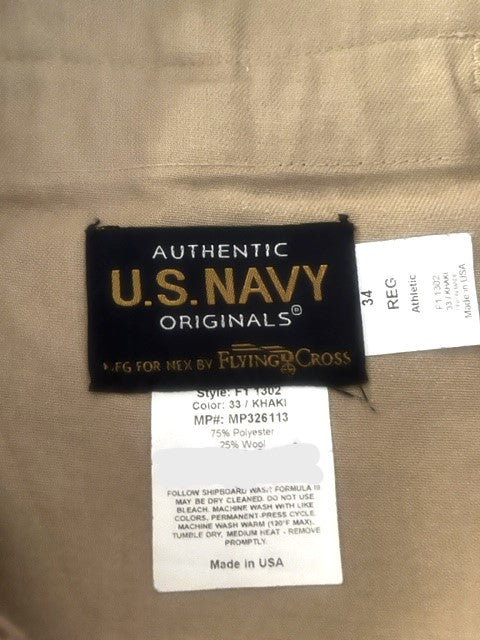 AUTHENTIC
U.S. NAVY
ORIGINALS®
MFG FOR NEX BY FLYING CROSS
34
REG
Athletic
F1 1302
33 / KHAKI
Made in USA
Style: F1 1302
Color: 33 / KHAKI
MP#: MP326113
75% Polyester
25% Wool
FOLLOW SHIPBOARD WASH FORMULA III
MAY BE DRY CLEANED. DO NOT USE
BLEACH. MACHINE WASH WITH LIKE
COLORS, PERMANENT-PRESS CYCLE
MACHINE WASH WARM (120°F MAX).
TUMBLE DRY, MEDIUM HEAT - REMOVE
PROMPTLY.
Made in USA